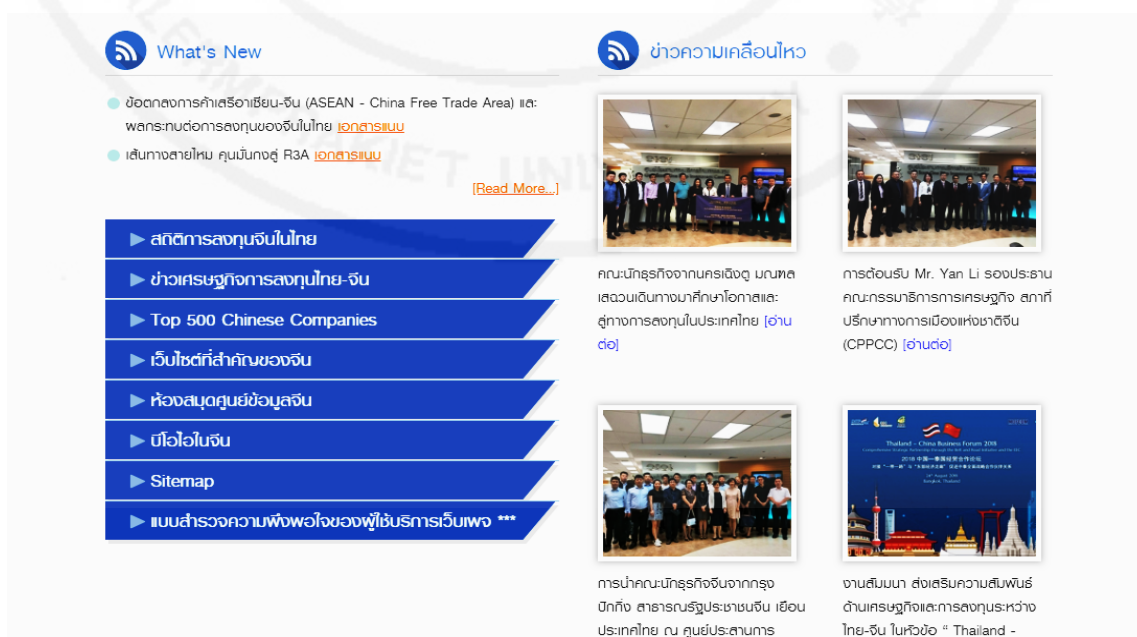 What's New
ข้อตกลงการค้าเสรีอาเซียน-จีน (ASEAN - China Free Trade Area) และ
ผลกระทบต่อการลงทุนของจีนในไทย เอกสารแนบ
เส้นทางสายไหม คุนมั่นกงลู่ R3A เอกสารแนบ
[Read More...]
สถิติการลงทุนจีนในไทย
ข่าวเศรษฐกิจการลงทุนไทย-จีน
Top 500 Chinese Companies
เว็บไซต์ที่สำคัญของจีน
ห้องสมุดศูนย์ข้อมูลจีน
บีโอไอในจีน
Sitemap
แบบสำรวจความพึงพอใจของผู้ใช้บริการเว็บเพจ ***
ข่าวความเคลื่อนไหว
คณะนักธุรกิจจากนครเฉิงตู มณฑล
เสฉวนเดินทางมาศึกษาโอกาสและ
ลู่ทางการลงทุนในประเทศไทย [อ่าน
ต่อ]
การต้อนรับ Mr. Yan Li รองประธาน
คณะกรรมาธิการการเศรษฐกิจ สภาที่
ปรึกษาทางการเมืองแห่งชาติจีน
(CPPCC) [อ่านต่อ]
การนำคณะนักธุรกิจจีนจากกรุง
ปักกิ่ง สาธารณรัฐประชาชนจีน เยือน
ประเทศไทย ณ ศูนย์ประสานการ
Thailand - China Business Forum 2018
2018 中国—泰国经贸合作论坛
Bangkok, Thailand
งานสัมมนา ส่งเสริมความสัมพันธ์
ด้านเศรษฐกิจและการลงทุนระหว่าง
ไทย-จีน ในหัวข้อ " Thailand -